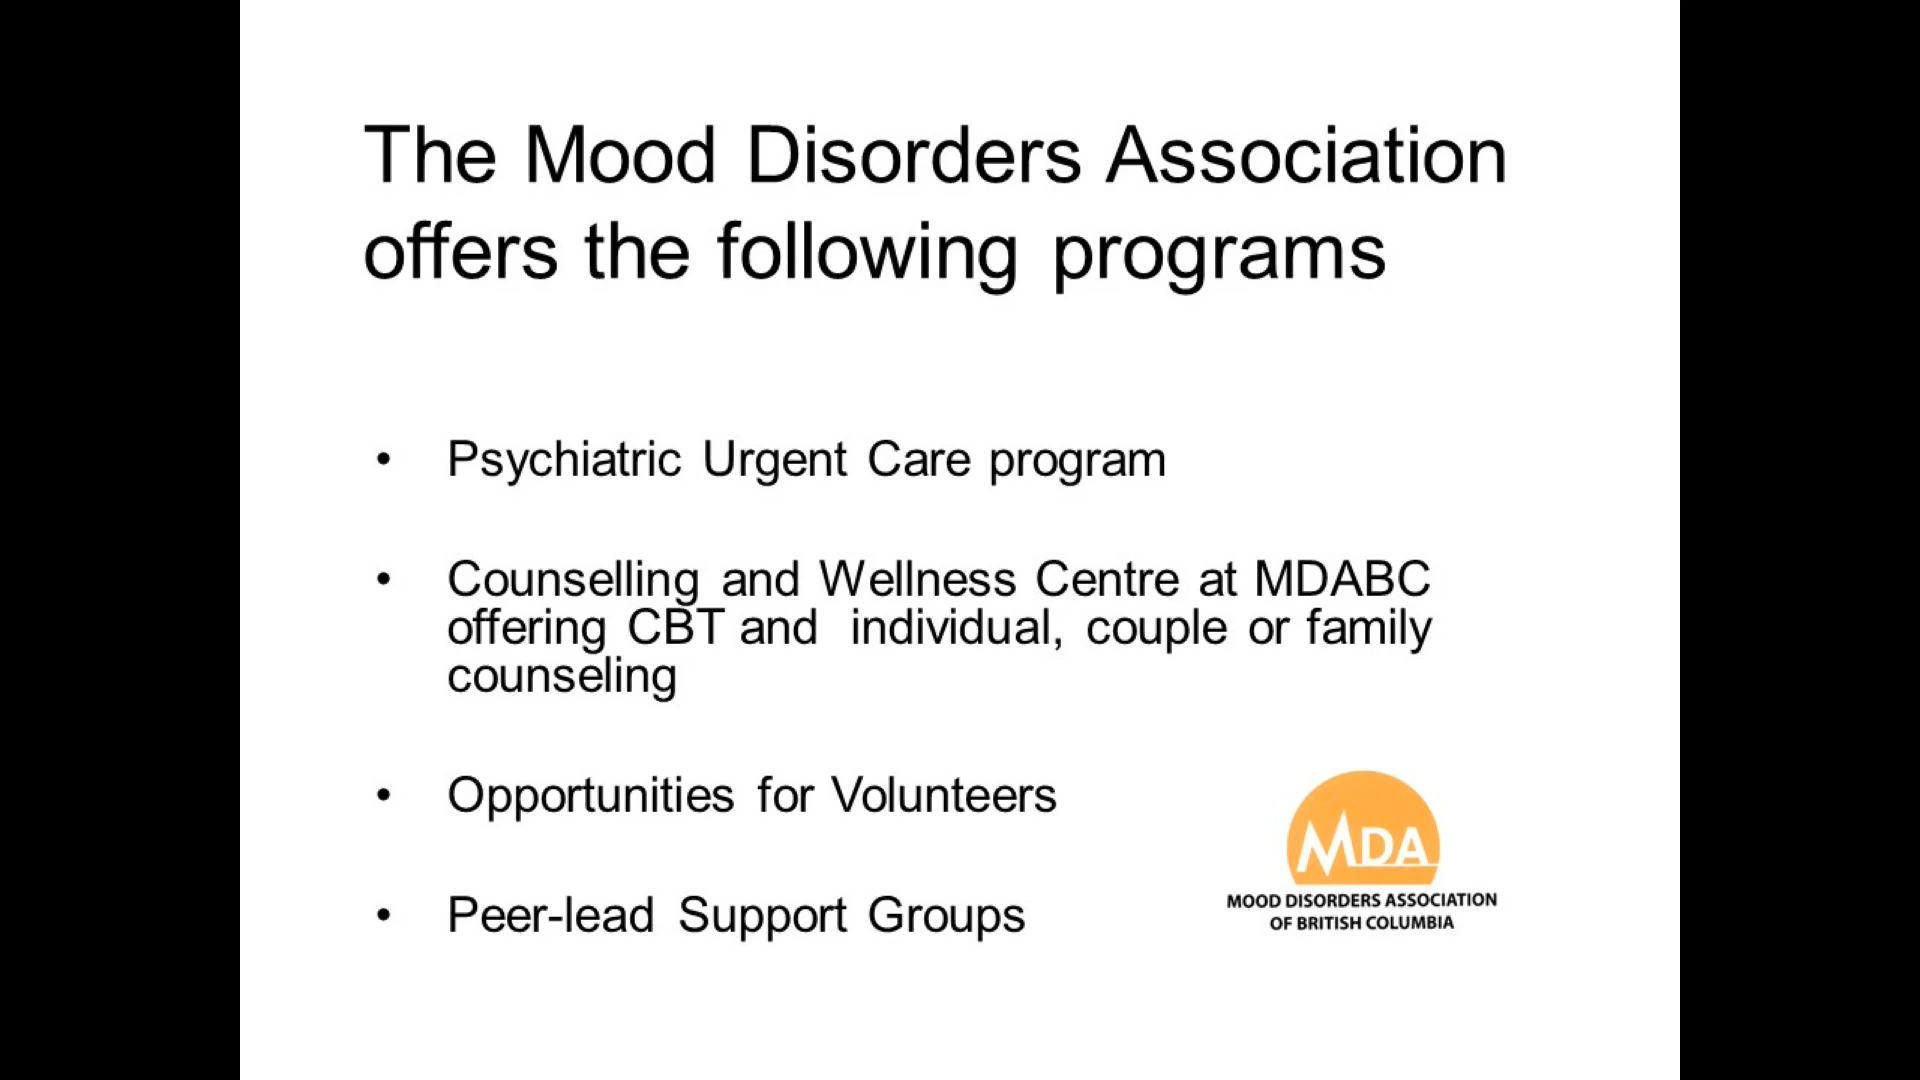 The Mood Disorders Association
offers the following programs
• Psychiatric Urgent Care program
• Counselling and Wellness Centre at MDABC
offering CBT and individual, couple or family
counseling
• Opportunities for Volunteers
• Peer-lead Support Groups
MDA
MOOD DISORDERS ASSOCIATION
OF BRITISH COLUMBIA